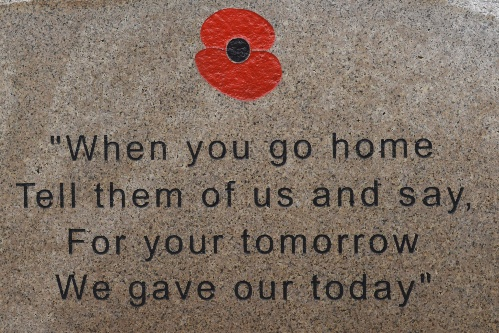 "When you go home
Tell them of us and say,
For your tomorrow
We gave our today"